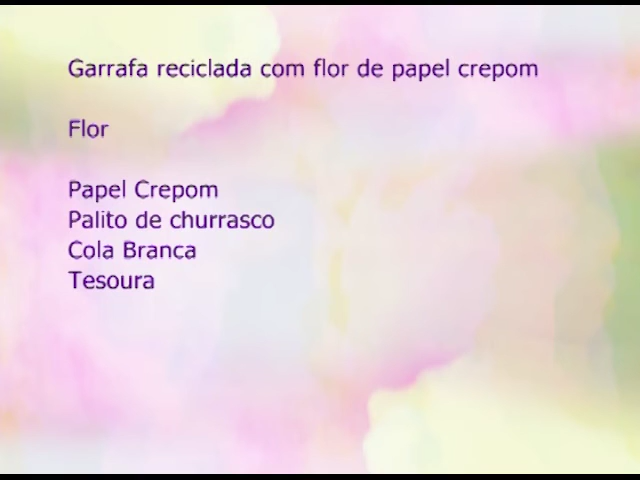 Garrafa reciclada com flor de papel crepom
Flor
Papel Crepom
Palito de churrasco
Cola Branca
Tesoura